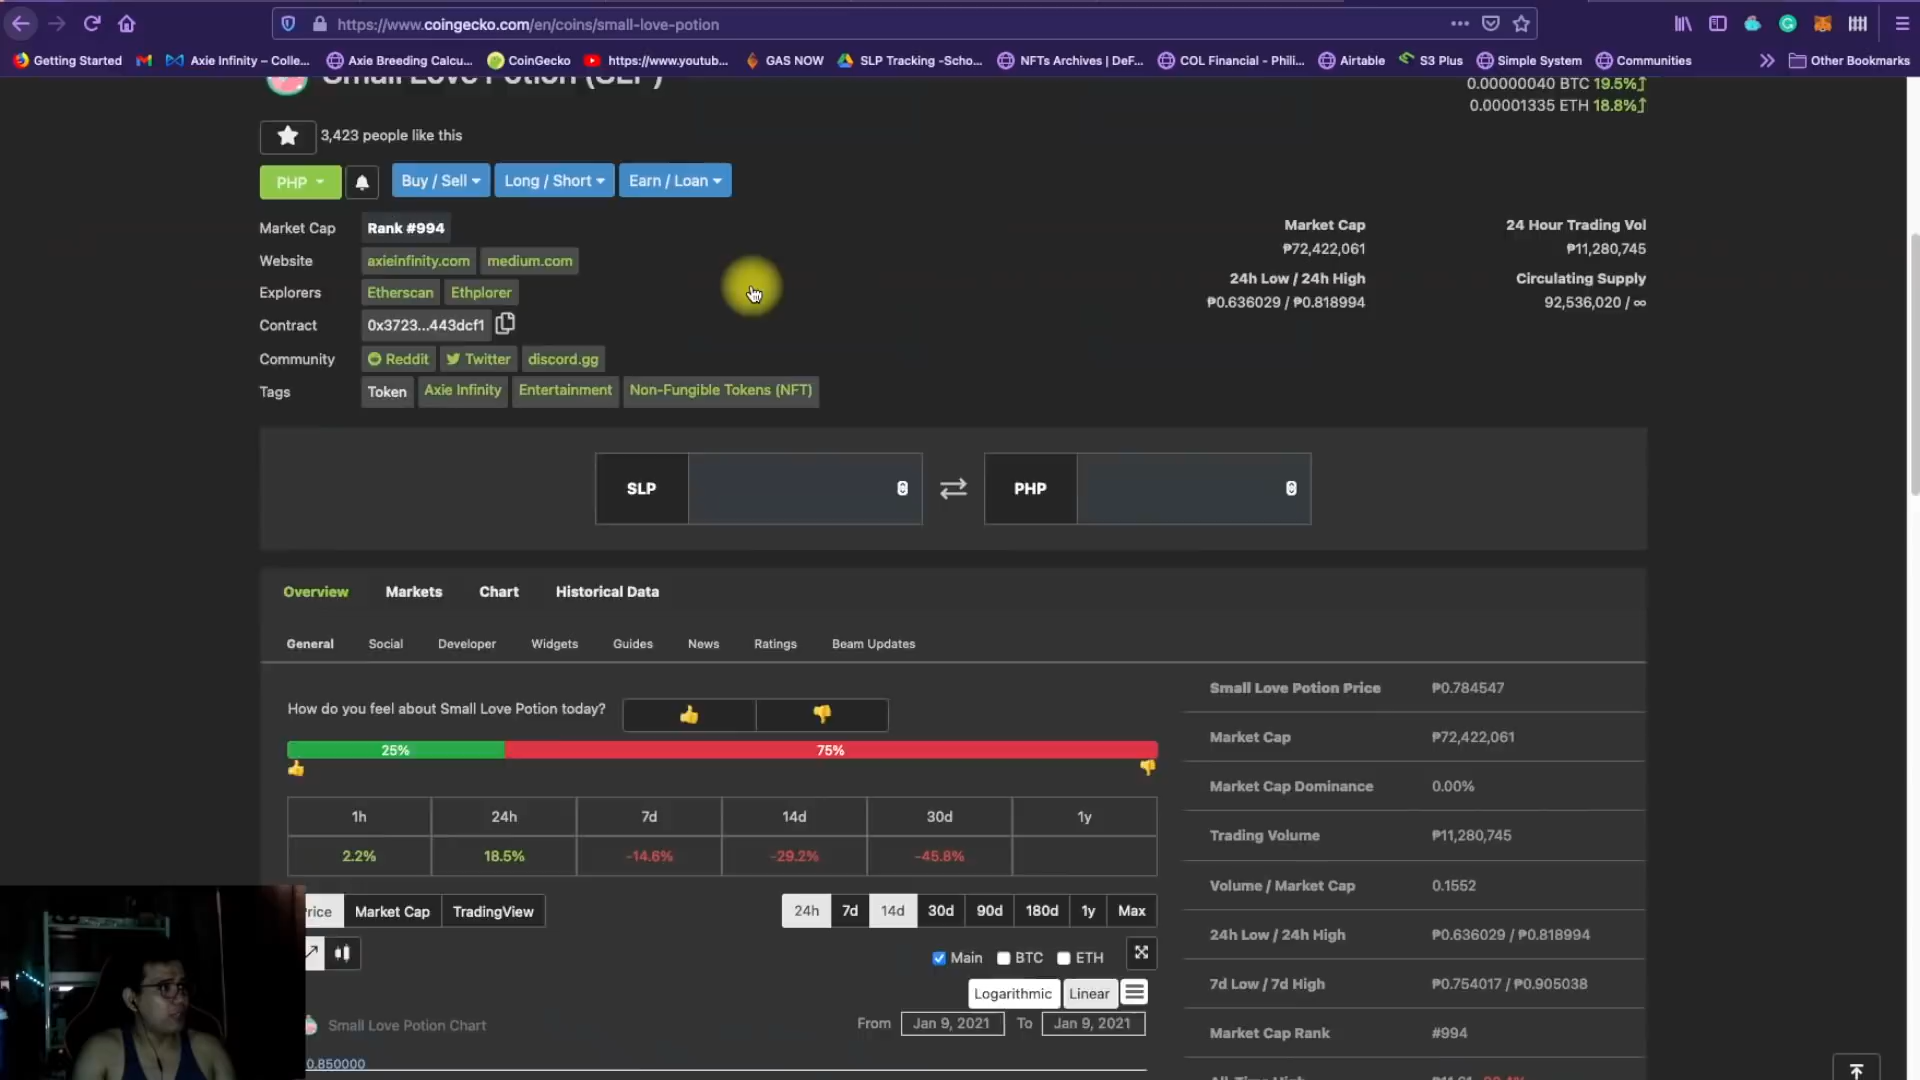 https://www.coingecko.com/en/coins/small-love-potion
Getting Started
Axie Infinity – Colle...
Axie Breeding Calcu...
CoinGecko
https://www.youtub...
GAS NOW
SLP Tracking -Scho...
NFTs Archives | DeF...
COL Financial - Phili...
Airtable
S3 Plus
Simple System
Communities
Other Bookmarks
Small Love Potion (SLP)
0.00000040 BTC 19.5%
0.00001335 ETH 18.8%
3,423 people like this
PHP
Buy / Sell
Long / Short
Earn / Loan
Market Cap Rank #994
Website axieinfinity.com medium.com
Explorers Etherscan Ethplorer
Contract 0x3723...443dcf1
Community Reddit Twitter discord.gg
Tags Token Axie Infinity Entertainment Non-Fungible Tokens (NFT)
Market Cap
₱72,422,061
24 Hour Trading Vol
₱11,280,745
24h Low / 24h High
₱0.636029 / ₱0.818994
Circulating Supply
92,536,020 / ∞
SLP
PHP
Overview Markets Chart Historical Data
General Social Developer Widgets Guides News Ratings Beam Updates
How do you feel about Small Love Potion today?
25% 75%
1h 24h 7d 14d 30d 1y
2.2% 18.5% -14.6% -29.2% -45.8%
rice Market Cap TradingView
24h 7d 14d 30d 90d 180d 1y Max
Main BTC ETH
Logarithmic Linear
Small Love Potion Chart
From Jan 9, 2021 To Jan 9, 2021
0.850000
Small Love Potion Price ₱0.784547
Market Cap ₱72,422,061
Market Cap Dominance 0.00%
Trading Volume ₱11,280,745
Volume / Market Cap 0.1552
24h Low / 24h High ₱0.636029 / ₱0.818994
7d Low / 7d High ₱0.754017 / ₱0.905038
Market Cap Rank #994